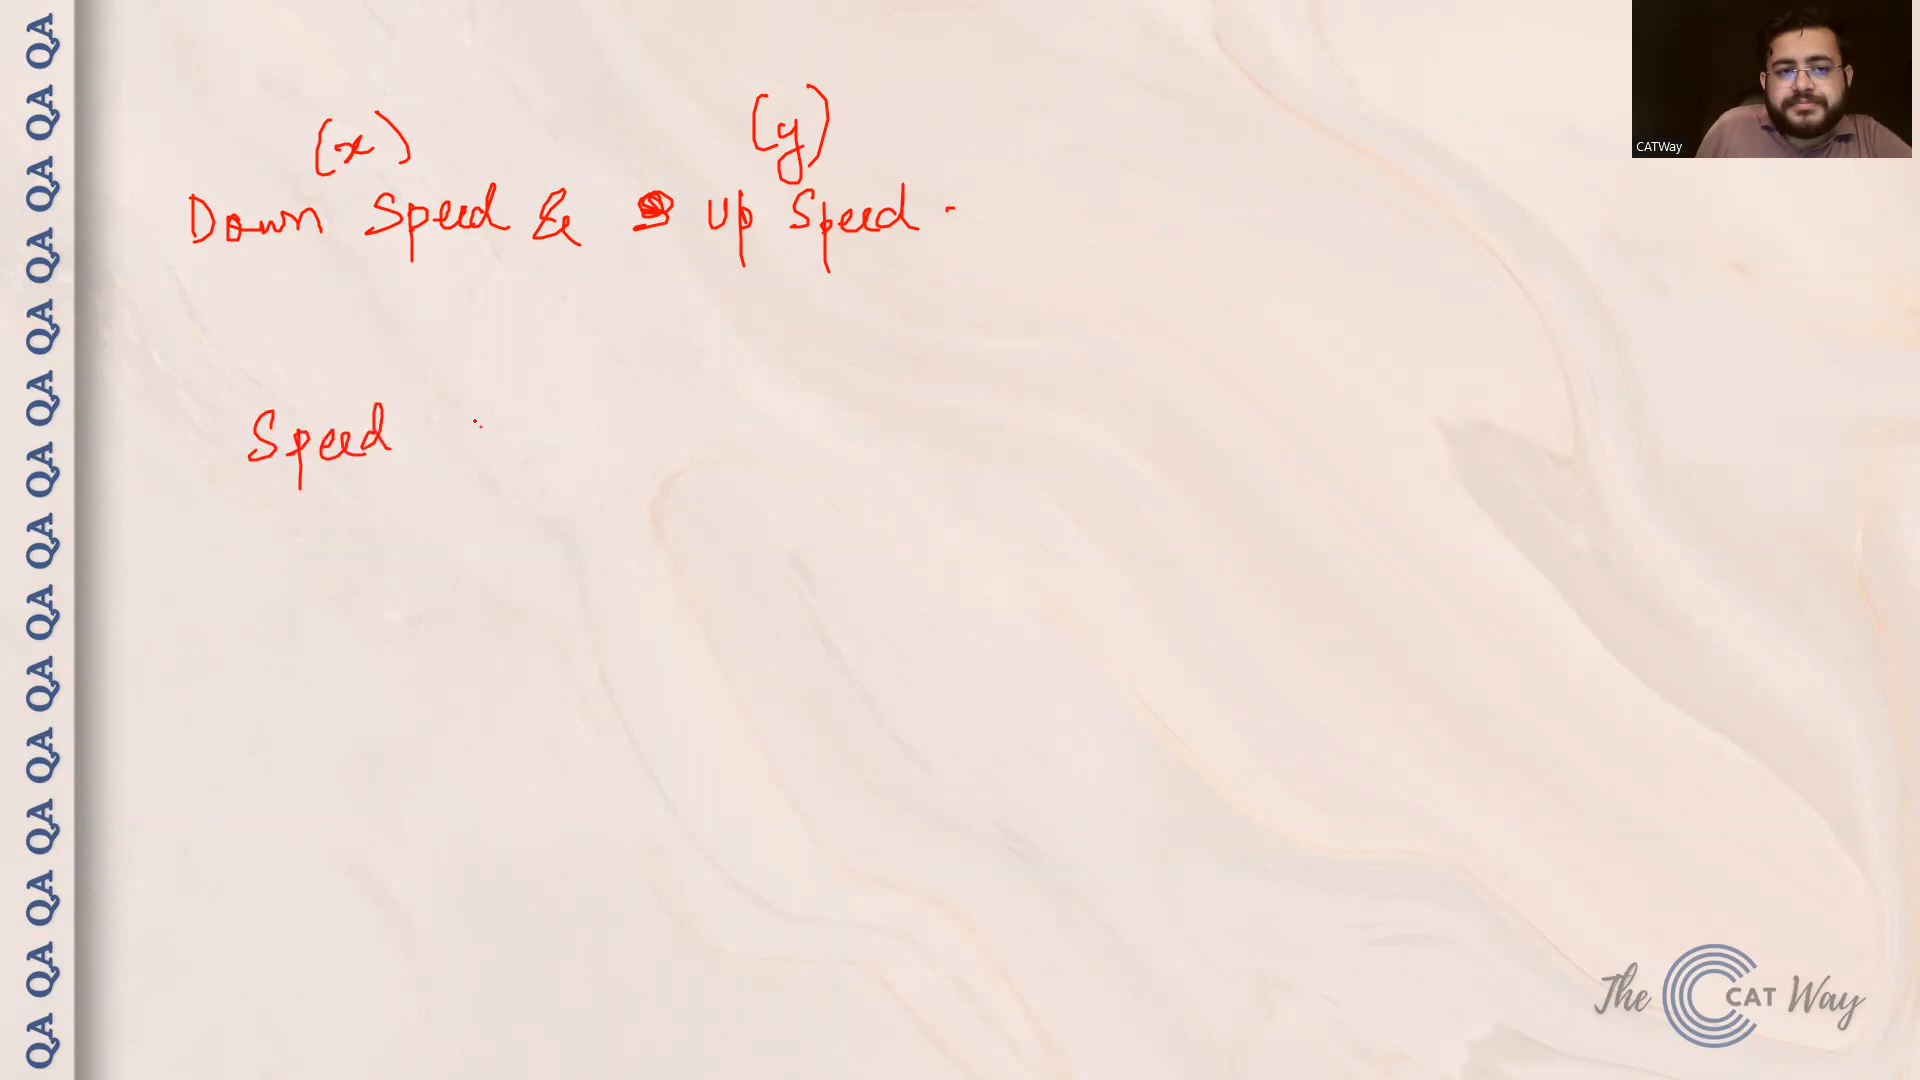 (x) (y)
Down Speed & Up Speed.
Speed
CATWay
The CAT Way
QA QA QA QA QA QA QA QA QA QA QA QA QA QA QA